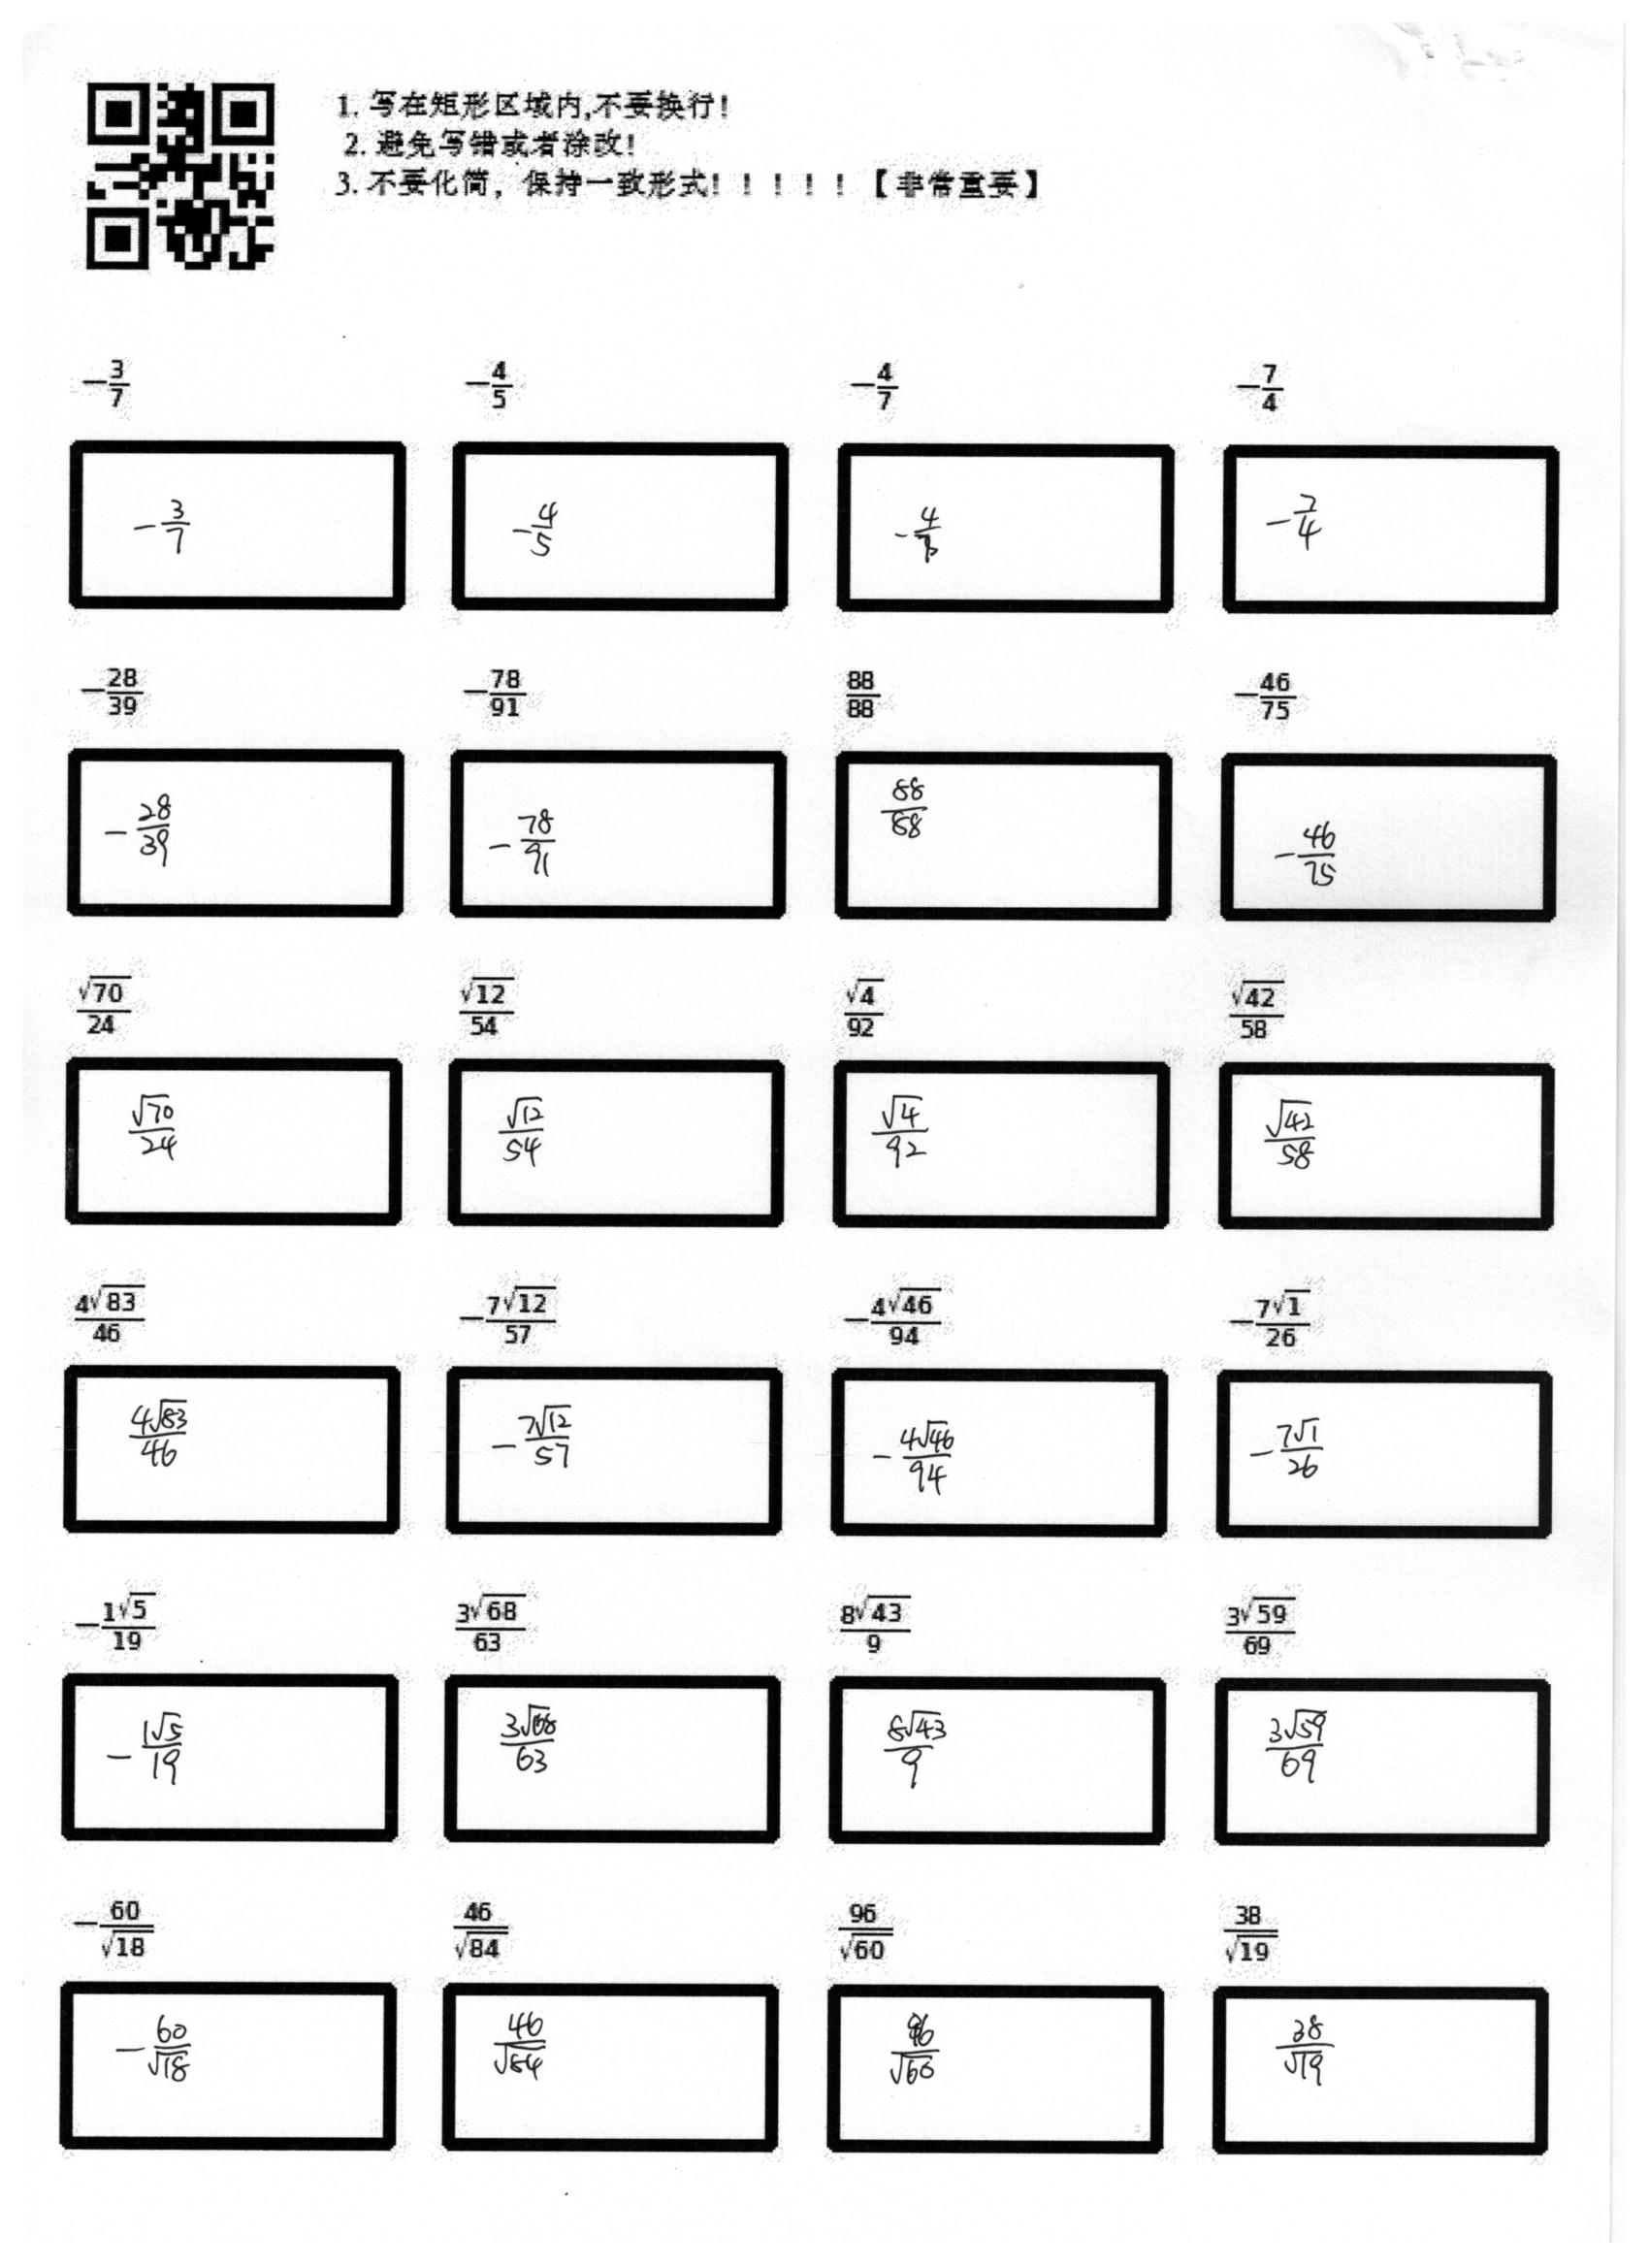 1. 写在矩形区域内,不要换行!
2. 避免写错或者涂改!
3. 不要化简，保持一致形式！！！！！【非常重要】
-\frac{3}{7} -\frac{4}{5} -\frac{4}{7} -\frac{7}{4}
-\frac{3}{7} -\frac{4}{5} -\frac{4}{7} -\frac{7}{4}
-\frac{28}{39} -\frac{78}{91} \frac{88}{88} -\frac{46}{75}
-\frac{28}{39} -\frac{78}{91} \frac{88}{88} -\frac{46}{75}
\frac{\sqrt{70}}{24} \frac{\sqrt{12}}{54} \frac{\sqrt{4}}{92} \frac{\sqrt{42}}{58}
\frac{\sqrt{70}}{24} \frac{\sqrt{12}}{54} \frac{\sqrt{4}}{92} \frac{\sqrt{42}}{58}
\frac{4\sqrt{83}}{46} -\frac{7\sqrt{12}}{57} -\frac{4\sqrt{46}}{94} -\frac{7\sqrt{1}}{26}
\frac{4\sqrt{83}}{46} -\frac{7\sqrt{12}}{57} -\frac{4\sqrt{46}}{94} -\frac{7\sqrt{1}}{26}
-\frac{1\sqrt{5}}{19} \frac{3\sqrt{68}}{63} \frac{8\sqrt{43}}{9} \frac{3\sqrt{59}}{69}
-\frac{1\sqrt{5}}{19} \frac{3\sqrt{68}}{63} \frac{8\sqrt{43}}{9} \frac{3\sqrt{59}}{69}
-\frac{60}{\sqrt{18}} \frac{46}{\sqrt{84}} \frac{96}{\sqrt{60}} \frac{38}{\sqrt{19}}
-\frac{60}{\sqrt{18}} \frac{46}{\sqrt{84}} \frac{96}{\sqrt{60}} \frac{38}{\sqrt{19}}